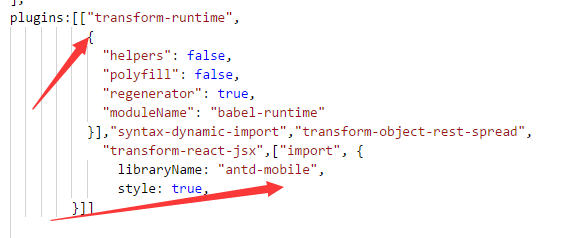 ],
plugins:[["transform-runtime",
{
"helpers": false,
"polyfill": false,
"regenerator": true,
"moduleName": "babel-runtime"
}],"syntax-dynamic-import","transform-object-rest-spread",
"transform-react-jsx",["import", {
libraryName: "antd-mobile",
style: true,
}]]